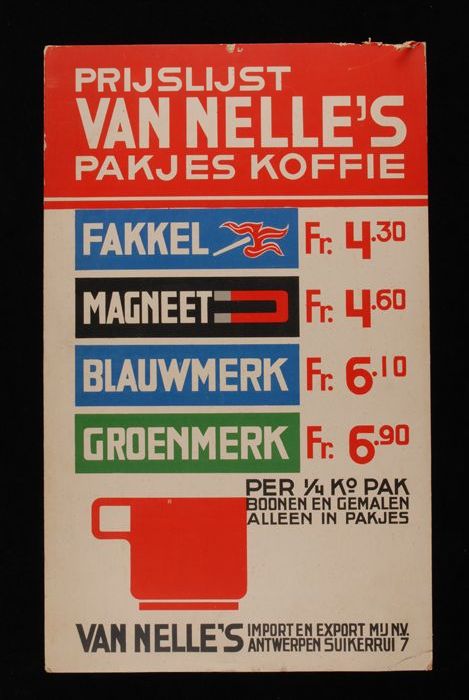 PRIJSLIJST
VAN NELLE'S
PAKJES KOFFIE
FAKKEL Fr. 4.30
MAGNEET Fr. 4.60
BLAUWMERK Fr. 6.10
GROENMERK Fr. 6.90
PER 1/4 Kº PAK
BOONEN EN GEMALEN
ALLEEN IN PAKJES
VAN NELLE'S
IMPORT EN EXPORT MIJ N.V.
ANTWERPEN SUIKERRUI 7